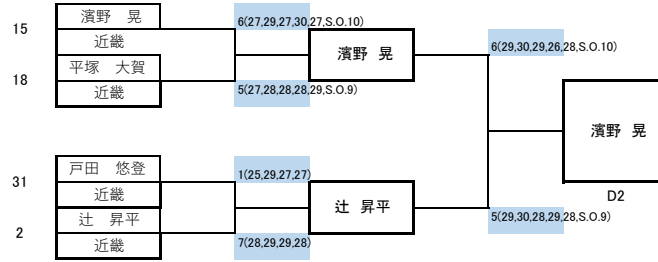 15
濱野 晃
近畿
6(27,29,27,30,27,S.O.10)
18
平塚 大賀
近畿
5(27,28,28,28,29,S.O.9)
濱野 晃
6(29,30,29,26,28,S.O.10)
31
戸田 悠登
近畿
1(25,29,27,27)
2
辻 昇平
近畿
7(28,29,29,28)
辻 昇平
5(29,30,28,29,28,S.O.9)
濱野 晃
D2